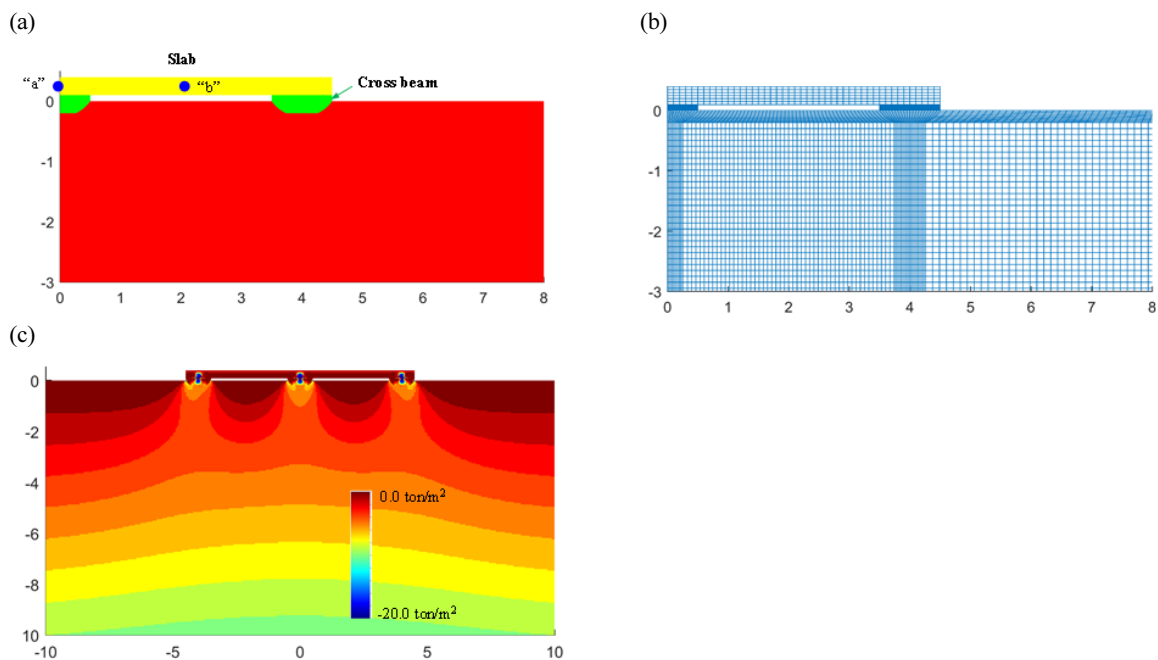 (a)
Slab
"a"
"b"
Cross beam
0
-1
-2
-3
0 1 2 3 4 5 6 7 8
(b)
0
-1
-2
-3
0 1 2 3 4 5 6 7 8
(c)
0
-2
-4
-6
-8
10
-10 -5 0 5 10
0.0 ton/m²
-20.0 ton/m²